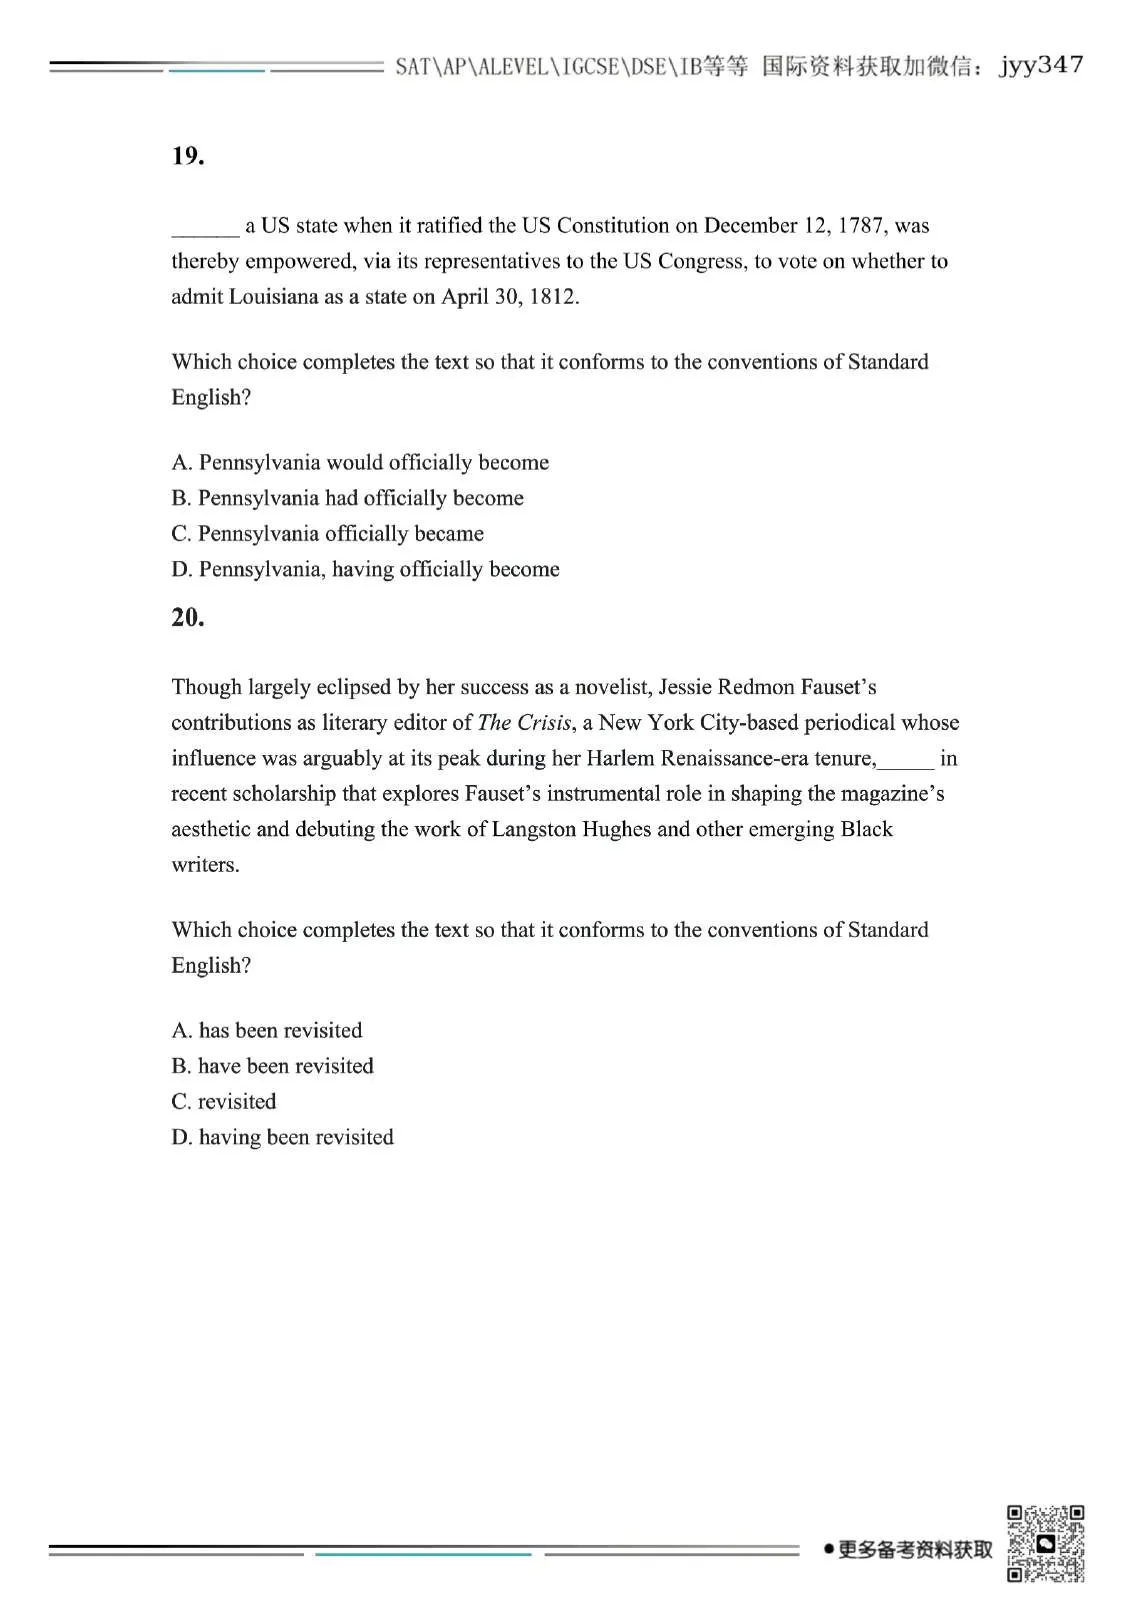 SAT\AP\ALEVEL\IGCSE\DSE\IB等等 国际资料获取加微信： jyy347
19.
______ a US state when it ratified the US Constitution on December 12, 1787, was
thereby empowered, via its representatives to the US Congress, to vote on whether to
admit Louisiana as a state on April 30, 1812.
Which choice completes the text so that it conforms to the conventions of Standard
English?
A. Pennsylvania would officially become
B. Pennsylvania had officially become
C. Pennsylvania officially became
D. Pennsylvania, having officially become
20.
Though largely eclipsed by her success as a novelist, Jessie Redmon Fauset’s
contributions as literary editor of The Crisis, a New York City-based periodical whose
influence was arguably at its peak during her Harlem Renaissance-era tenure,_____ in
recent scholarship that explores Fauset’s instrumental role in shaping the magazine’s
aesthetic and debuting the work of Langston Hughes and other emerging Black
writers.
Which choice completes the text so that it conforms to the conventions of Standard
English?
A. has been revisited
B. have been revisited
C. revisited
D. having been revisited
●更多备考资料获取